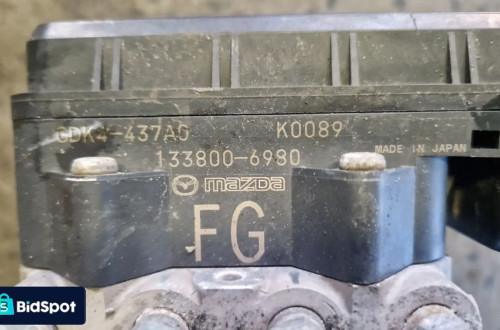 GDK4-437A0 K0089
133800-6980
MADE IN JAPAN
mazda
FG
BidSpot